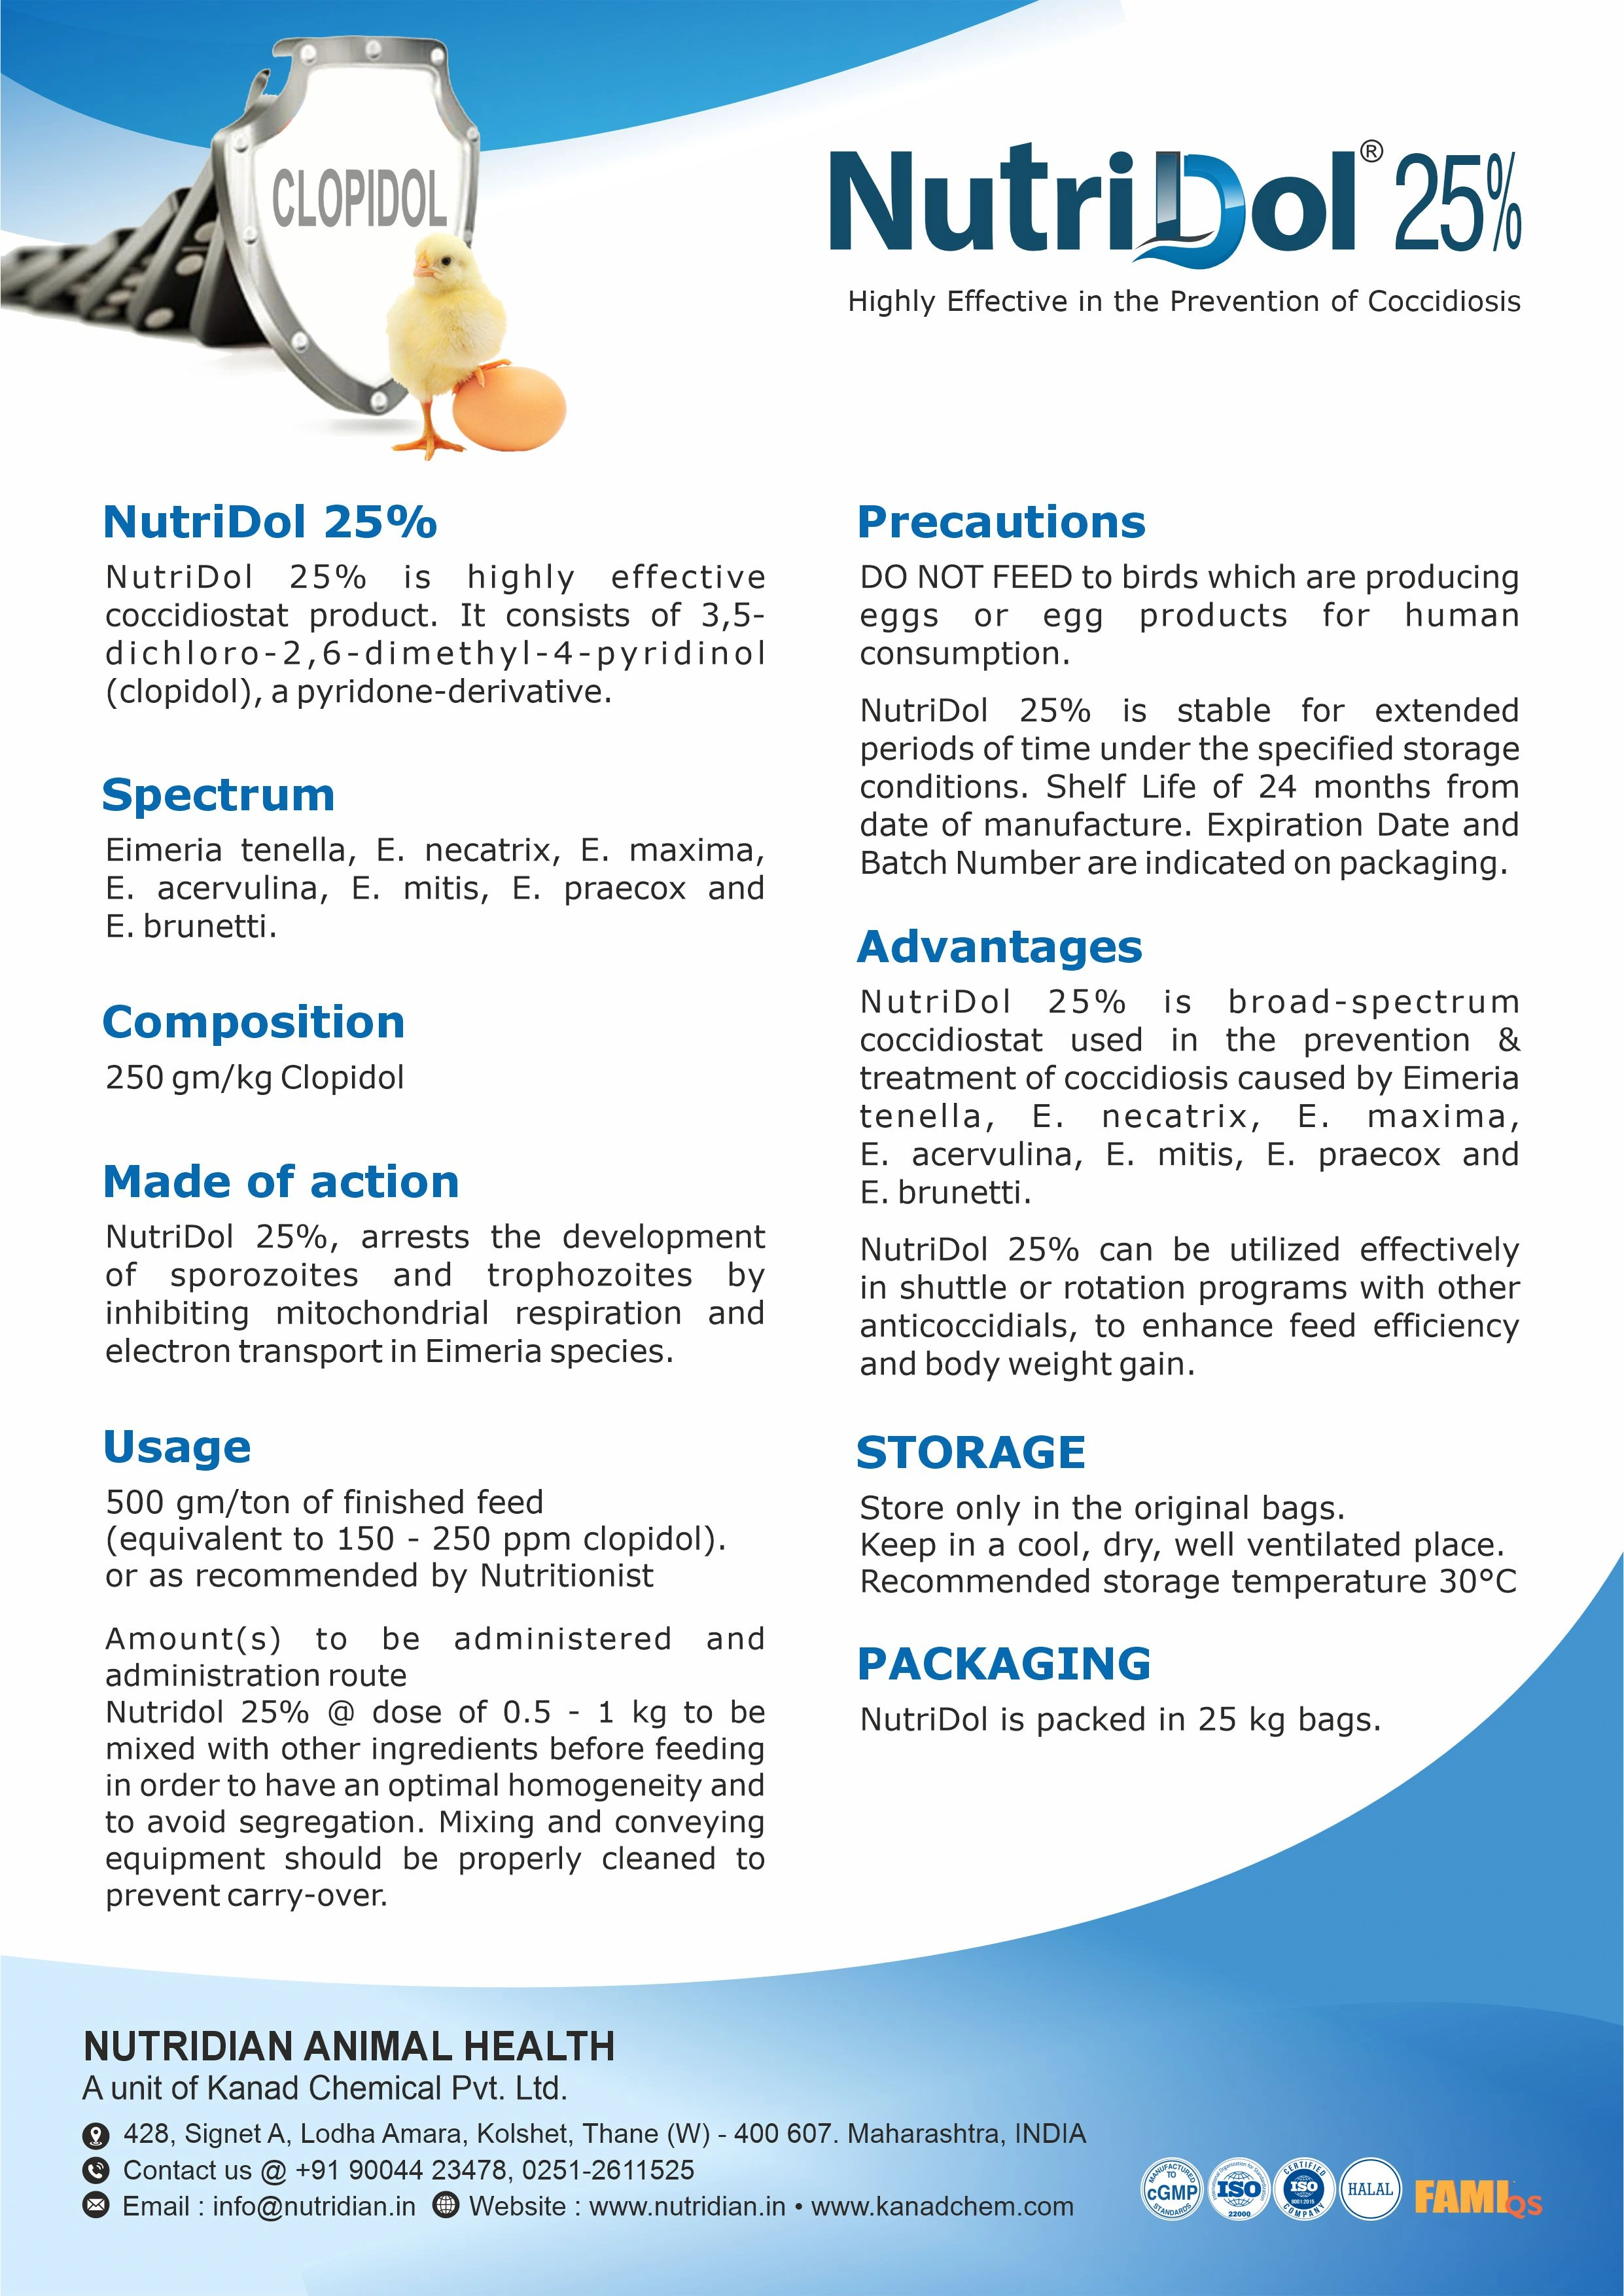 CLOPIDOL
NutriDol® 25%
Highly Effective in the Prevention of Coccidiosis
NutriDol 25%
NutriDol 25% is highly effective
coccidiostat product. It consists of 3,5-
dichloro-2,6-dimethyl-4-pyridinol
(clopidol), a pyridone-derivative.
Spectrum
Eimeria tenella, E. necatrix, E. maxima,
E. acervulina, E. mitis, E. praecox and
E. brunetti.
Composition
250 gm/kg Clopidol
Made of action
NutriDol 25%, arrests the development
of sporozoites and trophozoites by
inhibiting mitochondrial respiration and
electron transport in Eimeria species.
Usage
500 gm/ton of finished feed
(equivalent to 150 - 250 ppm clopidol).
or as recommended by Nutritionist
Amount(s) to be administered and
administration route
Nutridol 25% @ dose of 0.5 - 1 kg to be
mixed with other ingredients before feeding
in order to have an optimal homogeneity and
to avoid segregation. Mixing and conveying
equipment should be properly cleaned to
prevent carry-over.
Precautions
DO NOT FEED to birds which are producing
eggs or egg products for human
consumption.
NutriDol 25% is stable for extended
periods of time under the specified storage
conditions. Shelf Life of 24 months from
date of manufacture. Expiration Date and
Batch Number are indicated on packaging.
Advantages
NutriDol 25% is broad-spectrum
coccidiostat used in the prevention &
treatment of coccidiosis caused by Eimeria
tenella, E. necatrix, E. maxima,
E. acervulina, E. mitis, E. praecox and
E. brunetti.
NutriDol 25% can be utilized effectively
in shuttle or rotation programs with other
anticoccidials, to enhance feed efficiency
and body weight gain.
STORAGE
Store only in the original bags.
Keep in a cool, dry, well ventilated place.
Recommended storage temperature 30°C
PACKAGING
NutriDol is packed in 25 kg bags.
NUTRIDIAN ANIMAL HEALTH
A unit of Kanad Chemical Pvt. Ltd.
428, Signet A, Lodha Amara, Kolshet, Thane (W) - 400 607. Maharashtra, INDIA
Contact us @ +91 90044 23478, 0251-2611525
Email : info@nutridian.in Website : www.nutridian.in • www.kanadchem.com
MANUFACTURED TO cGMP STANDARDS
International Organization for Standardization ISO 22000
CERTIFIED ISO 9001:2015 COMPANY
HALAL
FAMI QS